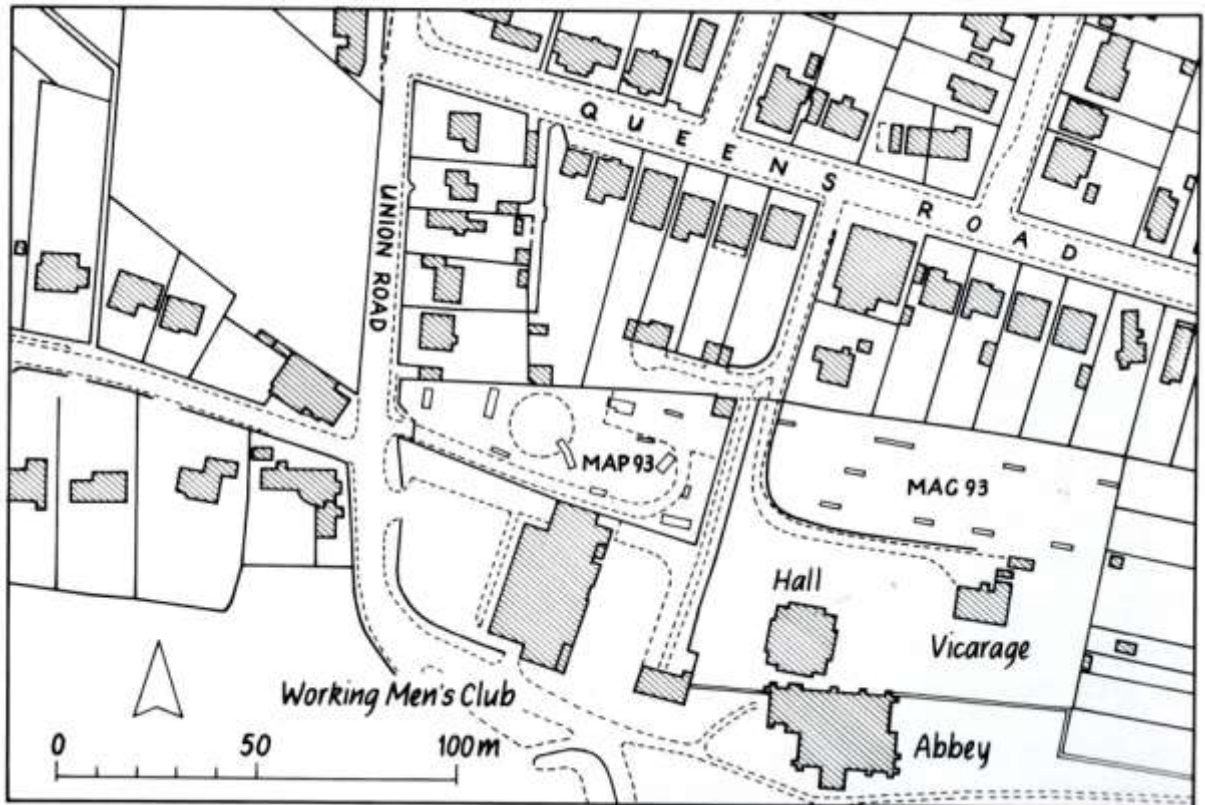 QUEENS ROAD
UNION ROAD
MAP 93
MAG 93
Hall
Vicarage
Working Men's Club
Abbey
0 50 100m